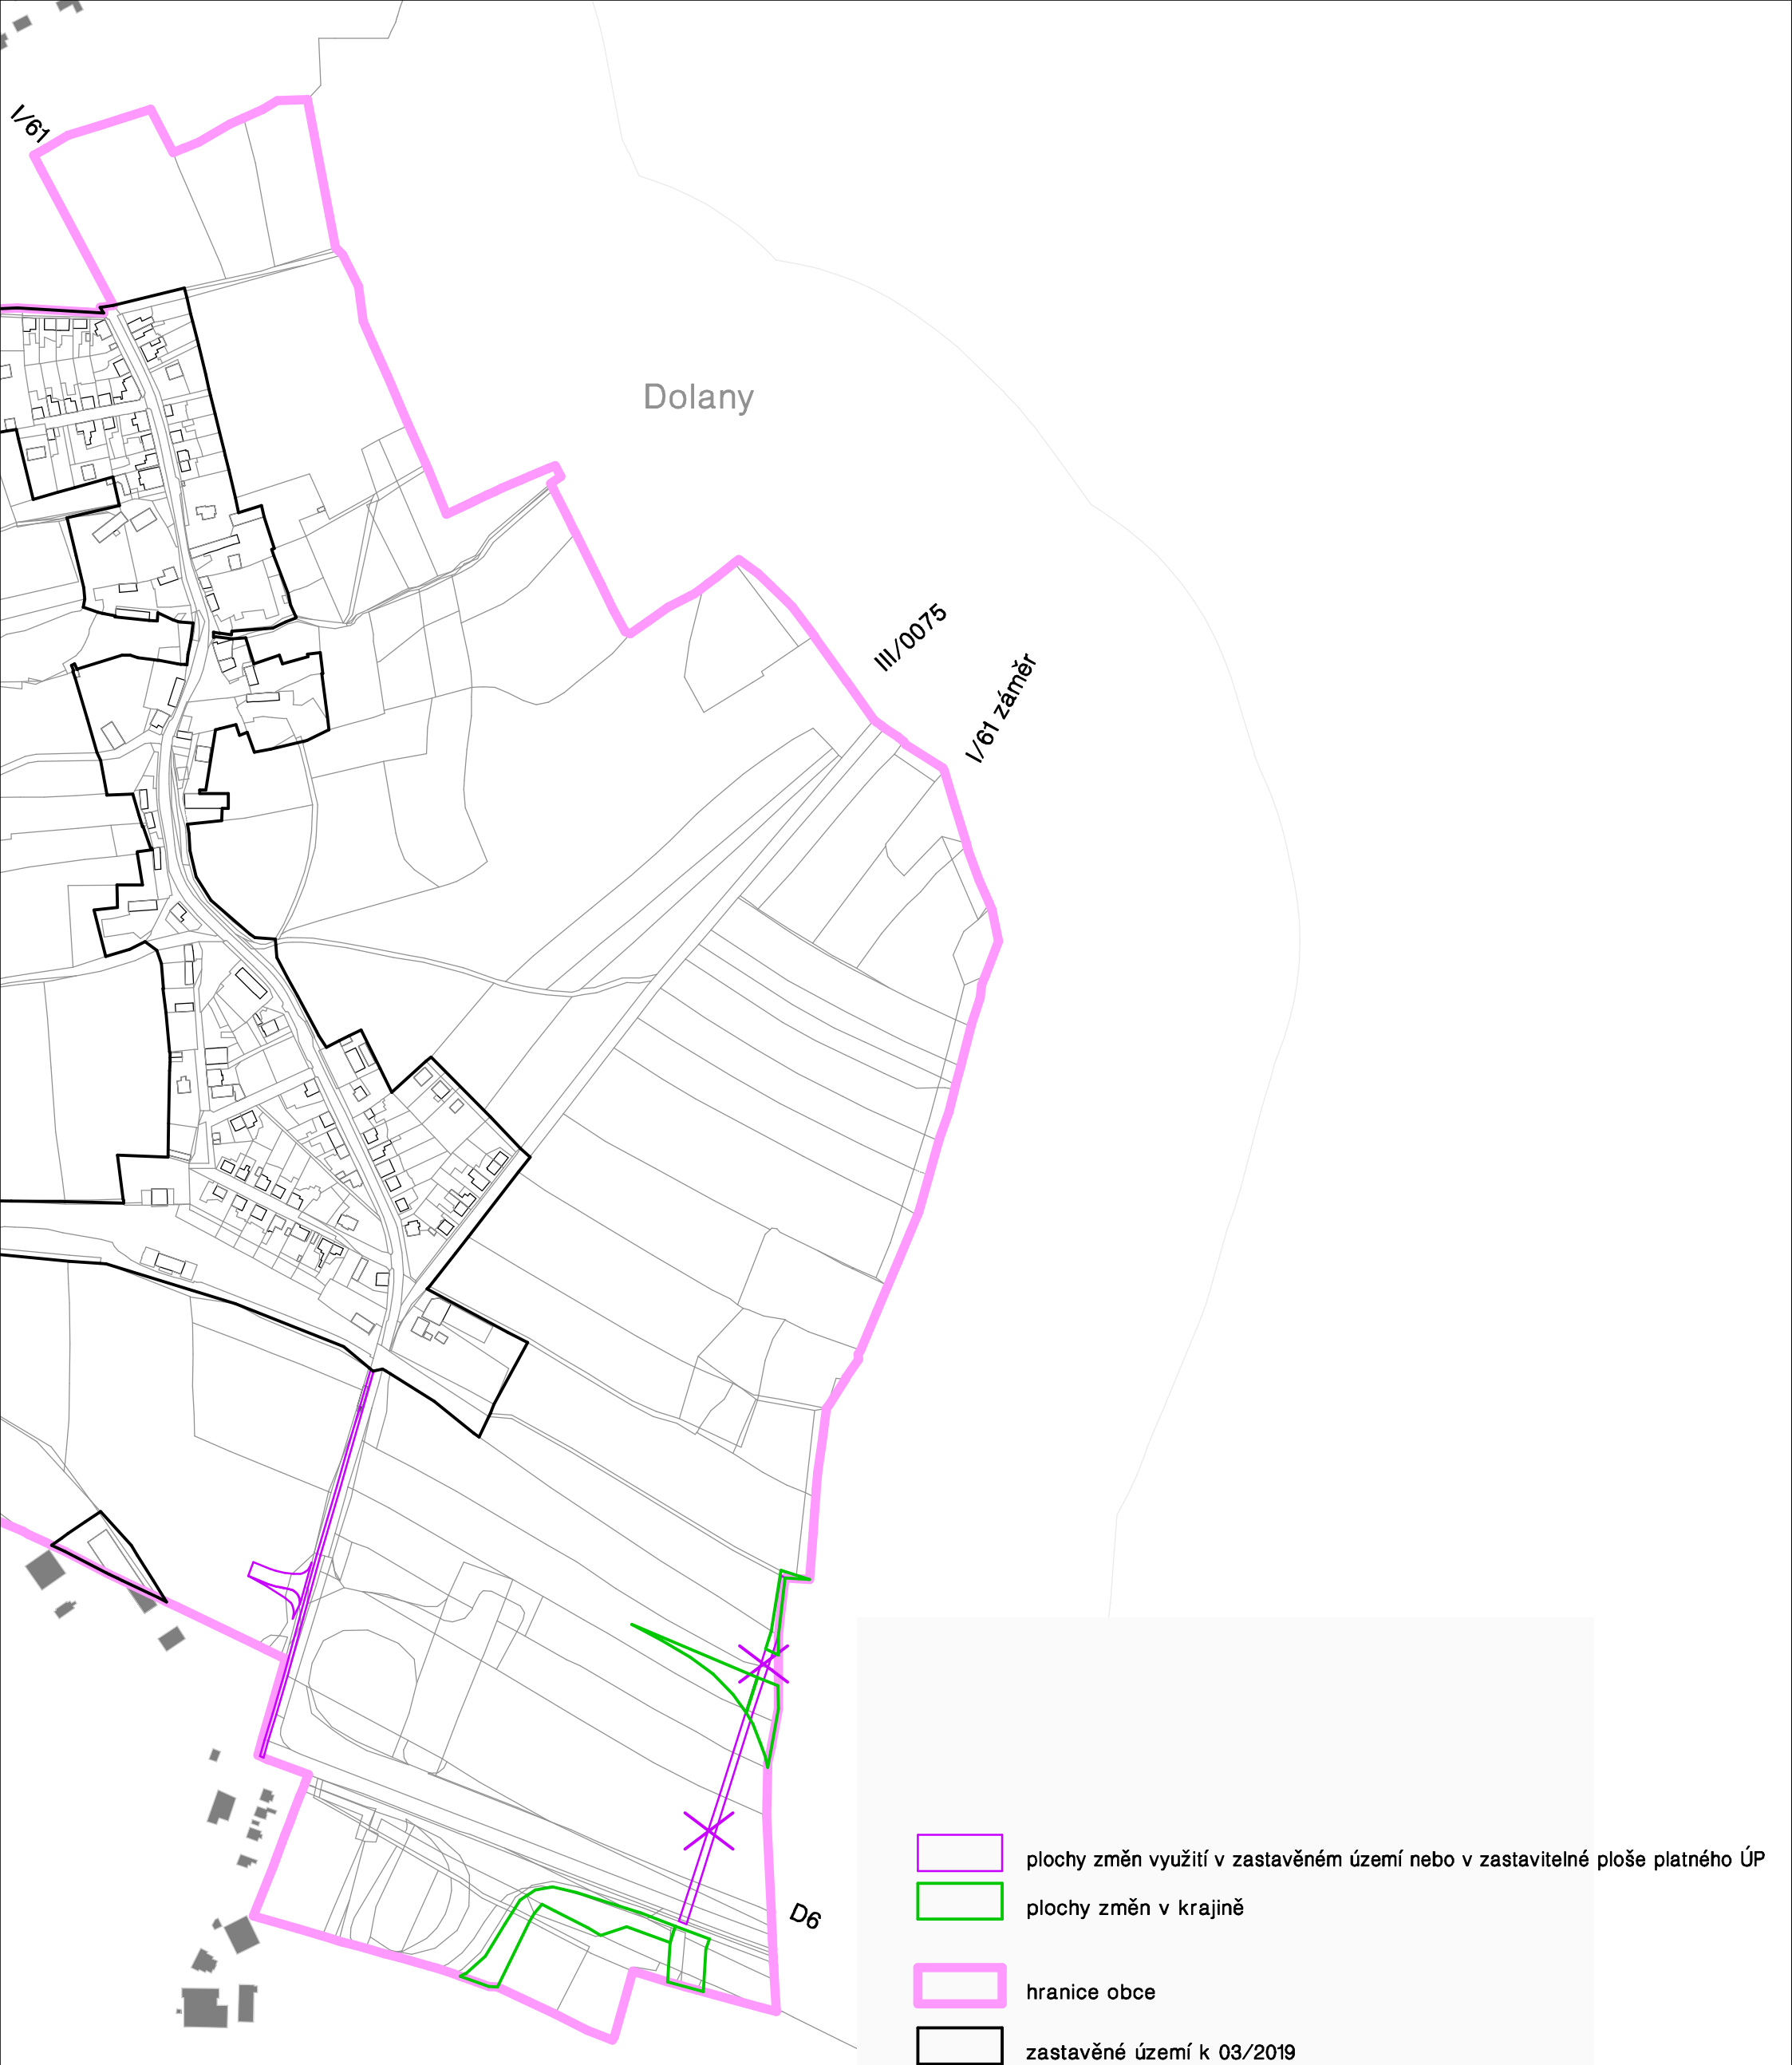 I/61
Dolany
III/0075
I/61 záměr
plochy změn využití v zastavěném území nebo v zastavitelné ploše platného ÚP
plochy změn v krajině
D6
hranice obce
zastavěné území k 03/2019